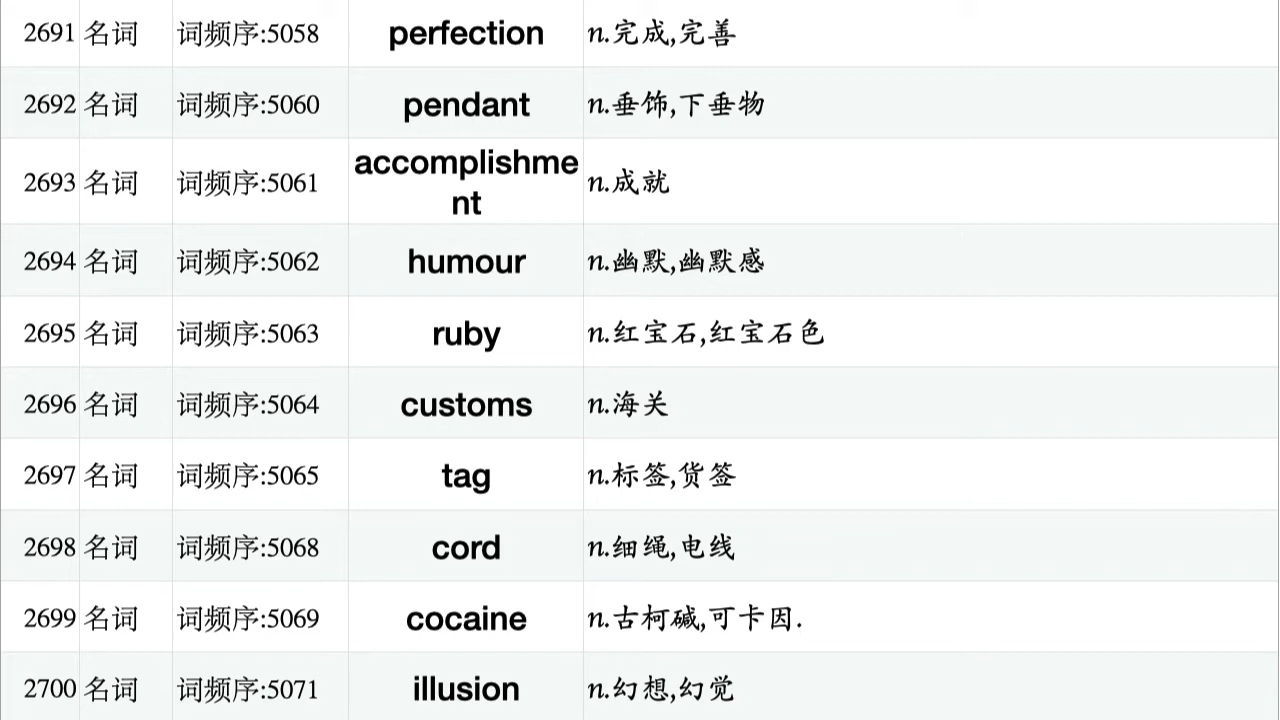 2691 名词 词频序:5058 perfection n.完成,完善
2692 名词 词频序:5060 pendant n.垂饰,下垂物
2693 名词 词频序:5061 accomplishme
nt n.成就
2694 名词 词频序:5062 humour n.幽默,幽默感
2695 名词 词频序:5063 ruby n.红宝石,红宝石色
2696 名词 词频序:5064 customs n.海关
2697 名词 词频序:5065 tag n.标签,货签
2698 名词 词频序:5068 cord n.细绳,电线
2699 名词 词频序:5069 cocaine n.古柯碱,可卡因.
2700 名词 词频序:5071 illusion n.幻想,幻觉